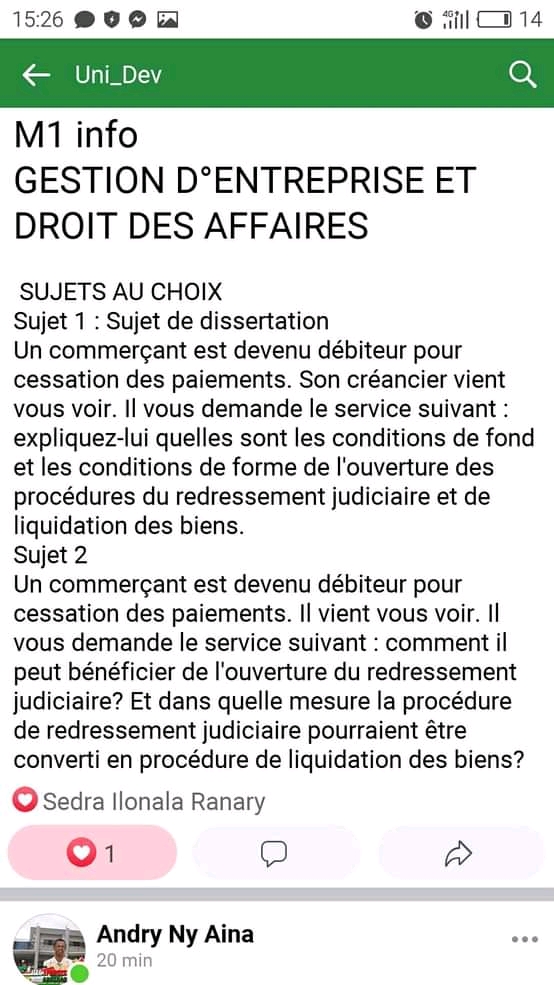 15:26 4G 14
Uni_Dev
M1 info
GESTION D°ENTREPRISE ET
DROIT DES AFFAIRES
SUJETS AU CHOIX
Sujet 1 : Sujet de dissertation
Un commerçant est devenu débiteur pour
cessation des paiements. Son créancier vient
vous voir. Il vous demande le service suivant :
expliquez-lui quelles sont les conditions de fond
et les conditions de forme de l'ouverture des
procédures du redressement judiciaire et de
liquidation des biens.
Sujet 2
Un commerçant est devenu débiteur pour
cessation des paiements. Il vient vous voir. Il
vous demande le service suivant : comment il
peut bénéficier de l'ouverture du redressement
judiciaire? Et dans quelle mesure la procédure
de redressement judiciaire pourraient être
converti en procédure de liquidation des biens?
Sedra Ilonala Ranary
1
Andry Ny Aina
20 min